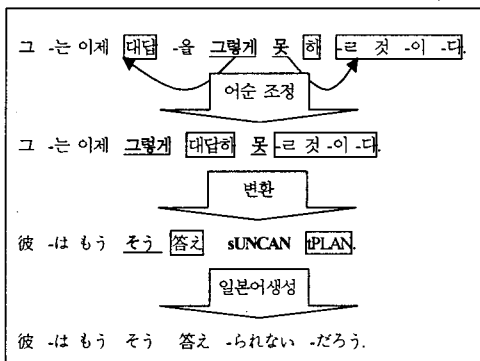 그 -는 이제 대답 -을 그렇게 못 하 -ㄹ 것 -이 -다.
어순 조정
그 -는 이제 그렇게 대답하 못 -ㄹ 것 -이 -다.
변환
彼 -は もう そう 答え sUNCAN tPLAN.
일본어생성
彼 -は もう そう 答え -られない -だろう.